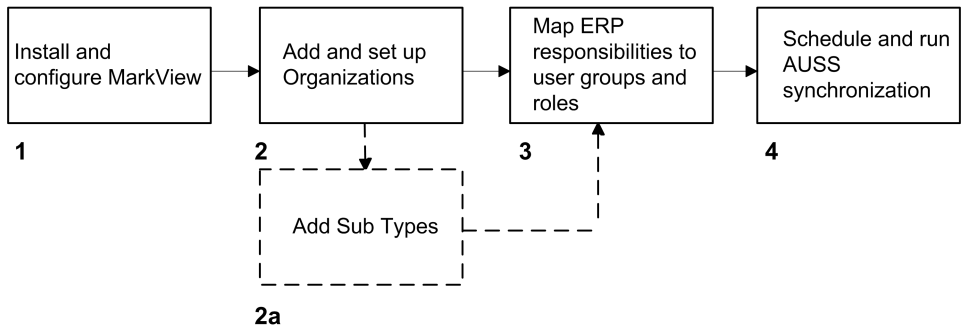 Install and
configure MarkView
1
Add and set up
Organizations
2
Map ERP
responsibilities to
user groups and
roles
3
Schedule and run
AUSS
synchronization
4
Add Sub Types
2a